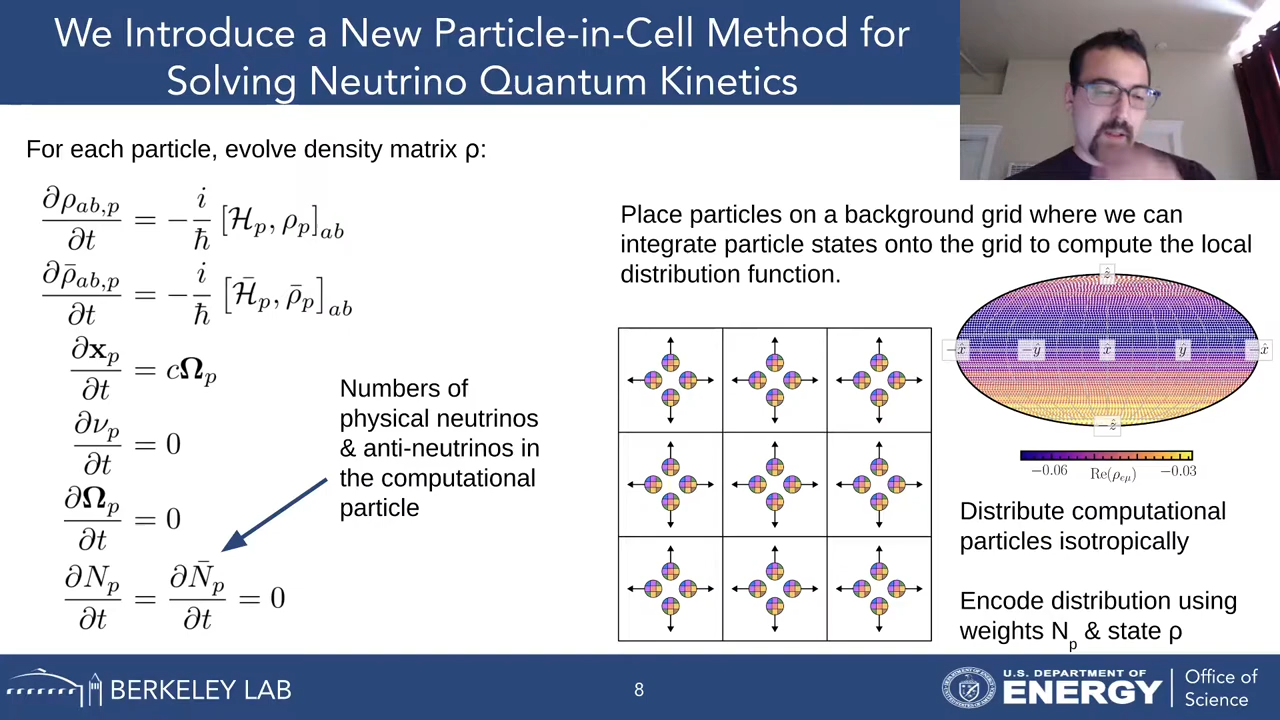 We Introduce a New Particle-in-Cell Method for
Solving Neutrino Quantum Kinetics
For each particle, evolve density matrix ρ:
∂ρ_{ab,p}/∂t = −(i/ħ) [ℋ_p, ρ_p]_{ab}
∂ρ̄_{ab,p}/∂t = −(i/ħ) [ℋ̄_p, ρ̄_p]_{ab}
∂𝐱_p/∂t = c𝛀_p
∂ν_p/∂t = 0
∂𝛀_p/∂t = 0
∂N_p/∂t = ∂N̄_p/∂t = 0
Numbers of
physical neutrinos
& anti-neutrinos in
the computational
particle
Place particles on a background grid where we can
integrate particle states onto the grid to compute the local
distribution function.
ẑ
−x̂ −ŷ x̂ ŷ −x̂
−ẑ
−0.06 Re(ρ_{eμ}) −0.03
Distribute computational
particles isotropically
Encode distribution using
weights N_p & state ρ
BERKELEY LAB
8
U.S. DEPARTMENT OF
ENERGY
Office of
Science